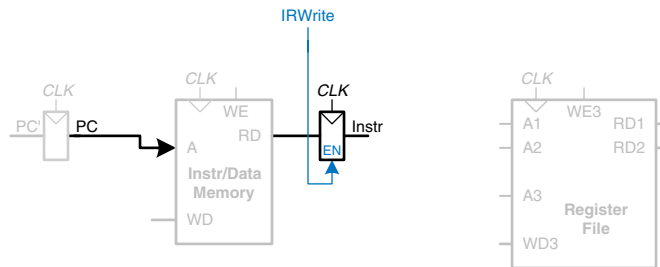 IRWrite
CLK
CLK
CLK
CLK
WE
WE3
PC'
PC
A
RD
EN
Instr
A1
RD1
A2
RD2
Instr/Data
Memory
A3
WD
Register
File
WD3